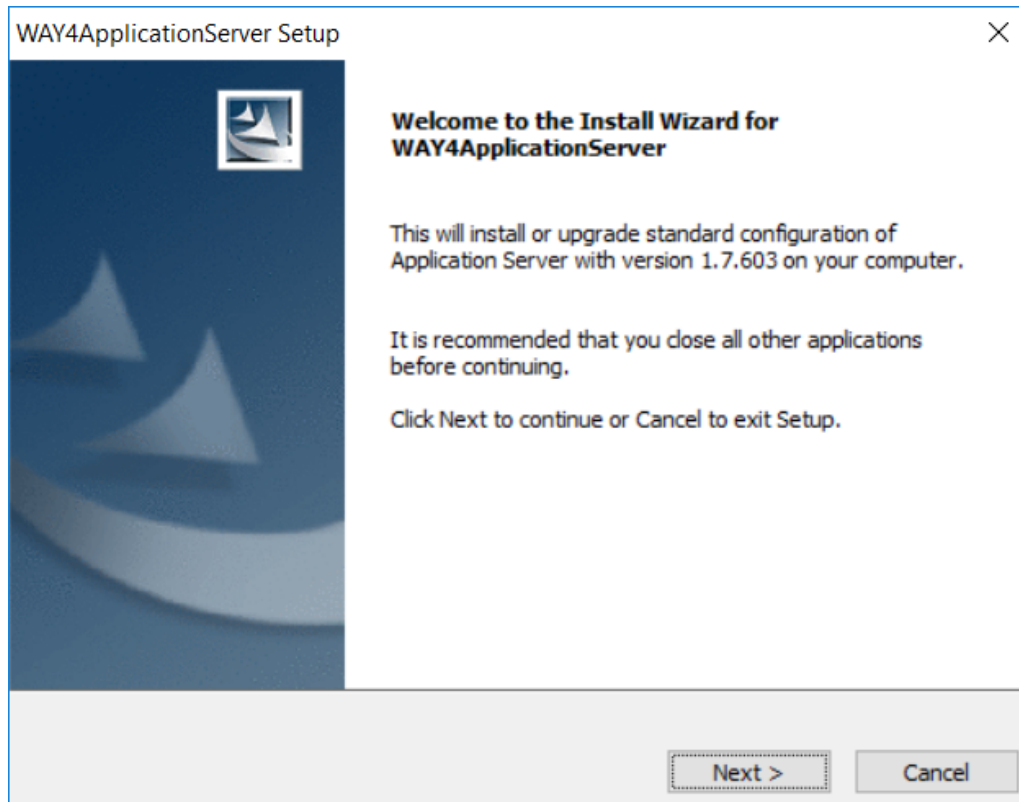 WAY4ApplicationServer Setup
Welcome to the Install Wizard for
WAY4ApplicationServer
This will install or upgrade standard configuration of
Application Server with version 1.7.603 on your computer.
It is recommended that you close all other applications
before continuing.
Click Next to continue or Cancel to exit Setup.
Next >
Cancel